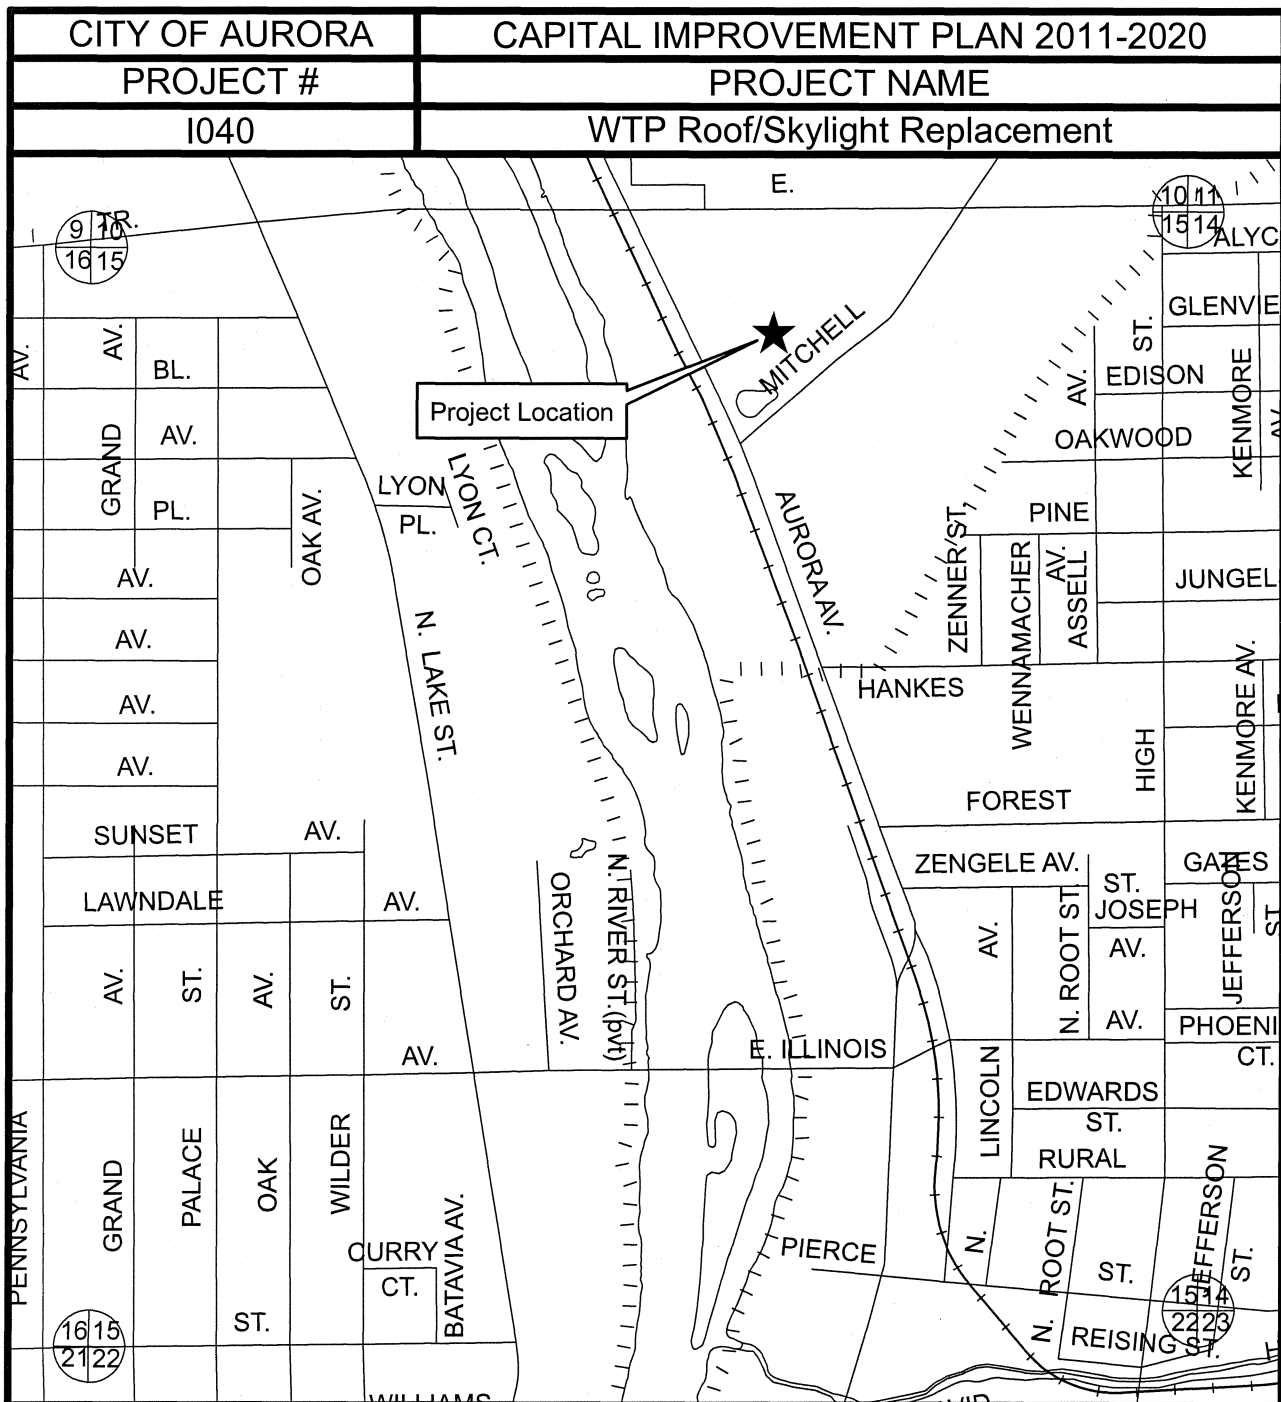 CITY OF AURORA
CAPITAL IMPROVEMENT PLAN 2011-2020
PROJECT #
PROJECT NAME
I040
WTP Roof/Skylight Replacement
E.
TR.
9 10
16 15
10 11
15 14
ALYC
GLENVIE
MITCHELL
ST.
AV.
AV.
BL.
EDISON
AV.
KENMORE
Project Location
AV.
GRAND
AV.
OAKWOOD
LYON
LYON CT.
PL.
OAK AV.
PL.
AURORA AV.
ZENNER ST.
PINE
AV.
WENNAMACHER
AV.
ASSELL
JUNGEL
N. LAKE ST.
AV.
HANKES
KENMORE AV.
AV.
HIGH
AV.
FOREST
SUNSET
AV.
ZENGELE AV.
GATES
LAWNDALE
AV.
ORCHARD AV.
N. RIVER ST.(pvt)
ST.
JOSEPH
N. ROOT ST.
JEFFERSON
ST.
AV.
AV.
AV.
ST.
AV.
ST.
AV.
PHOENI
CT.
AV.
E. ILLINOIS
LINCOLN
EDWARDS
ST.
RURAL
PENNSYLVANIA
GRAND
PALACE
OAK
WILDER
CURRY
CT.
BATAVIA AV.
PIERCE
N.
ROOT ST.
N.
ST.
JEFFERSON
ST.
15 14
22 23
16 15
21 22
ST.
REISING ST.
WILLIAMS